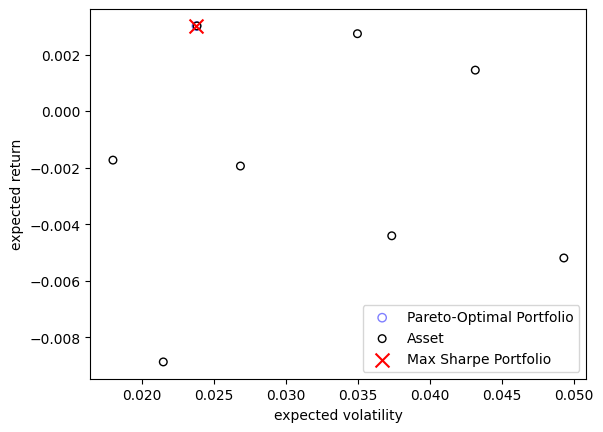 0.002
0.000
−0.002
−0.004
−0.006
−0.008
expected return
Pareto-Optimal Portfolio
Asset
Max Sharpe Portfolio
0.020 0.025 0.030 0.035 0.040 0.045 0.050
expected volatility